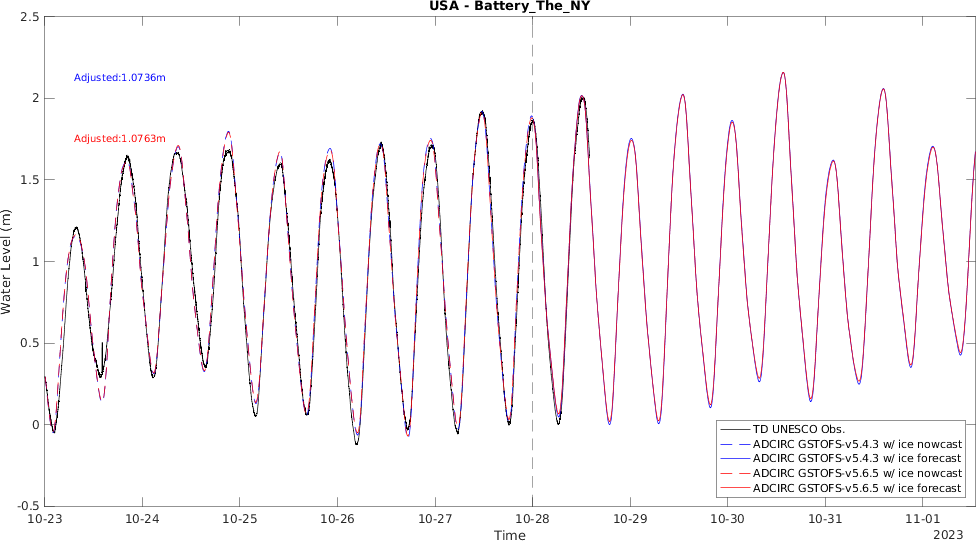 USA - Battery_The_NY
2.5
2
1.5
1
0.5
0
-0.5
Water Level (m)
Adjusted:1.0736m
Adjusted:1.0763m
TD UNESCO Obs.
ADCIRC GSTOFS-v5.4.3 w/ ice nowcast
ADCIRC GSTOFS-v5.4.3 w/ ice forecast
ADCIRC GSTOFS-v5.6.5 w/ ice nowcast
ADCIRC GSTOFS-v5.6.5 w/ ice forecast
10-23 10-24 10-25 10-26 10-27 10-28 10-29 10-30 10-31 11-01
Time
2023